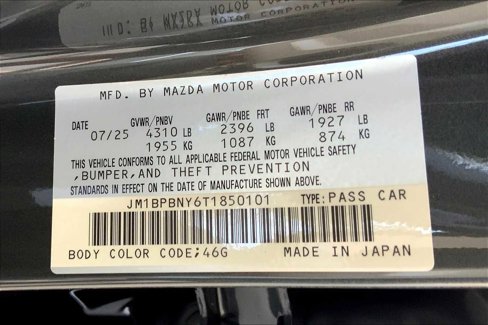 MFD. BY MAZDA MOTOR CORPORATION
DATE GVWR/PNBV GAWR/PNBE FRT GAWR/PNBE RR
07/25 4310 LB 2396 LB 1927 LB
1955 KG 1087 KG 874 KG
THIS VEHICLE CONFORMS TO ALL APPLICABLE FEDERAL MOTOR VEHICLE SAFETY
,BUMPER,AND THEFT PREVENTION
STANDARDS IN EFFECT ON THE DATE OF MANUFACTURE SHOWN ABOVE.
JM1BPBNY6T1850101 TYPE:PASS CAR
BODY COLOR CODE;46G MADE IN JAPAN